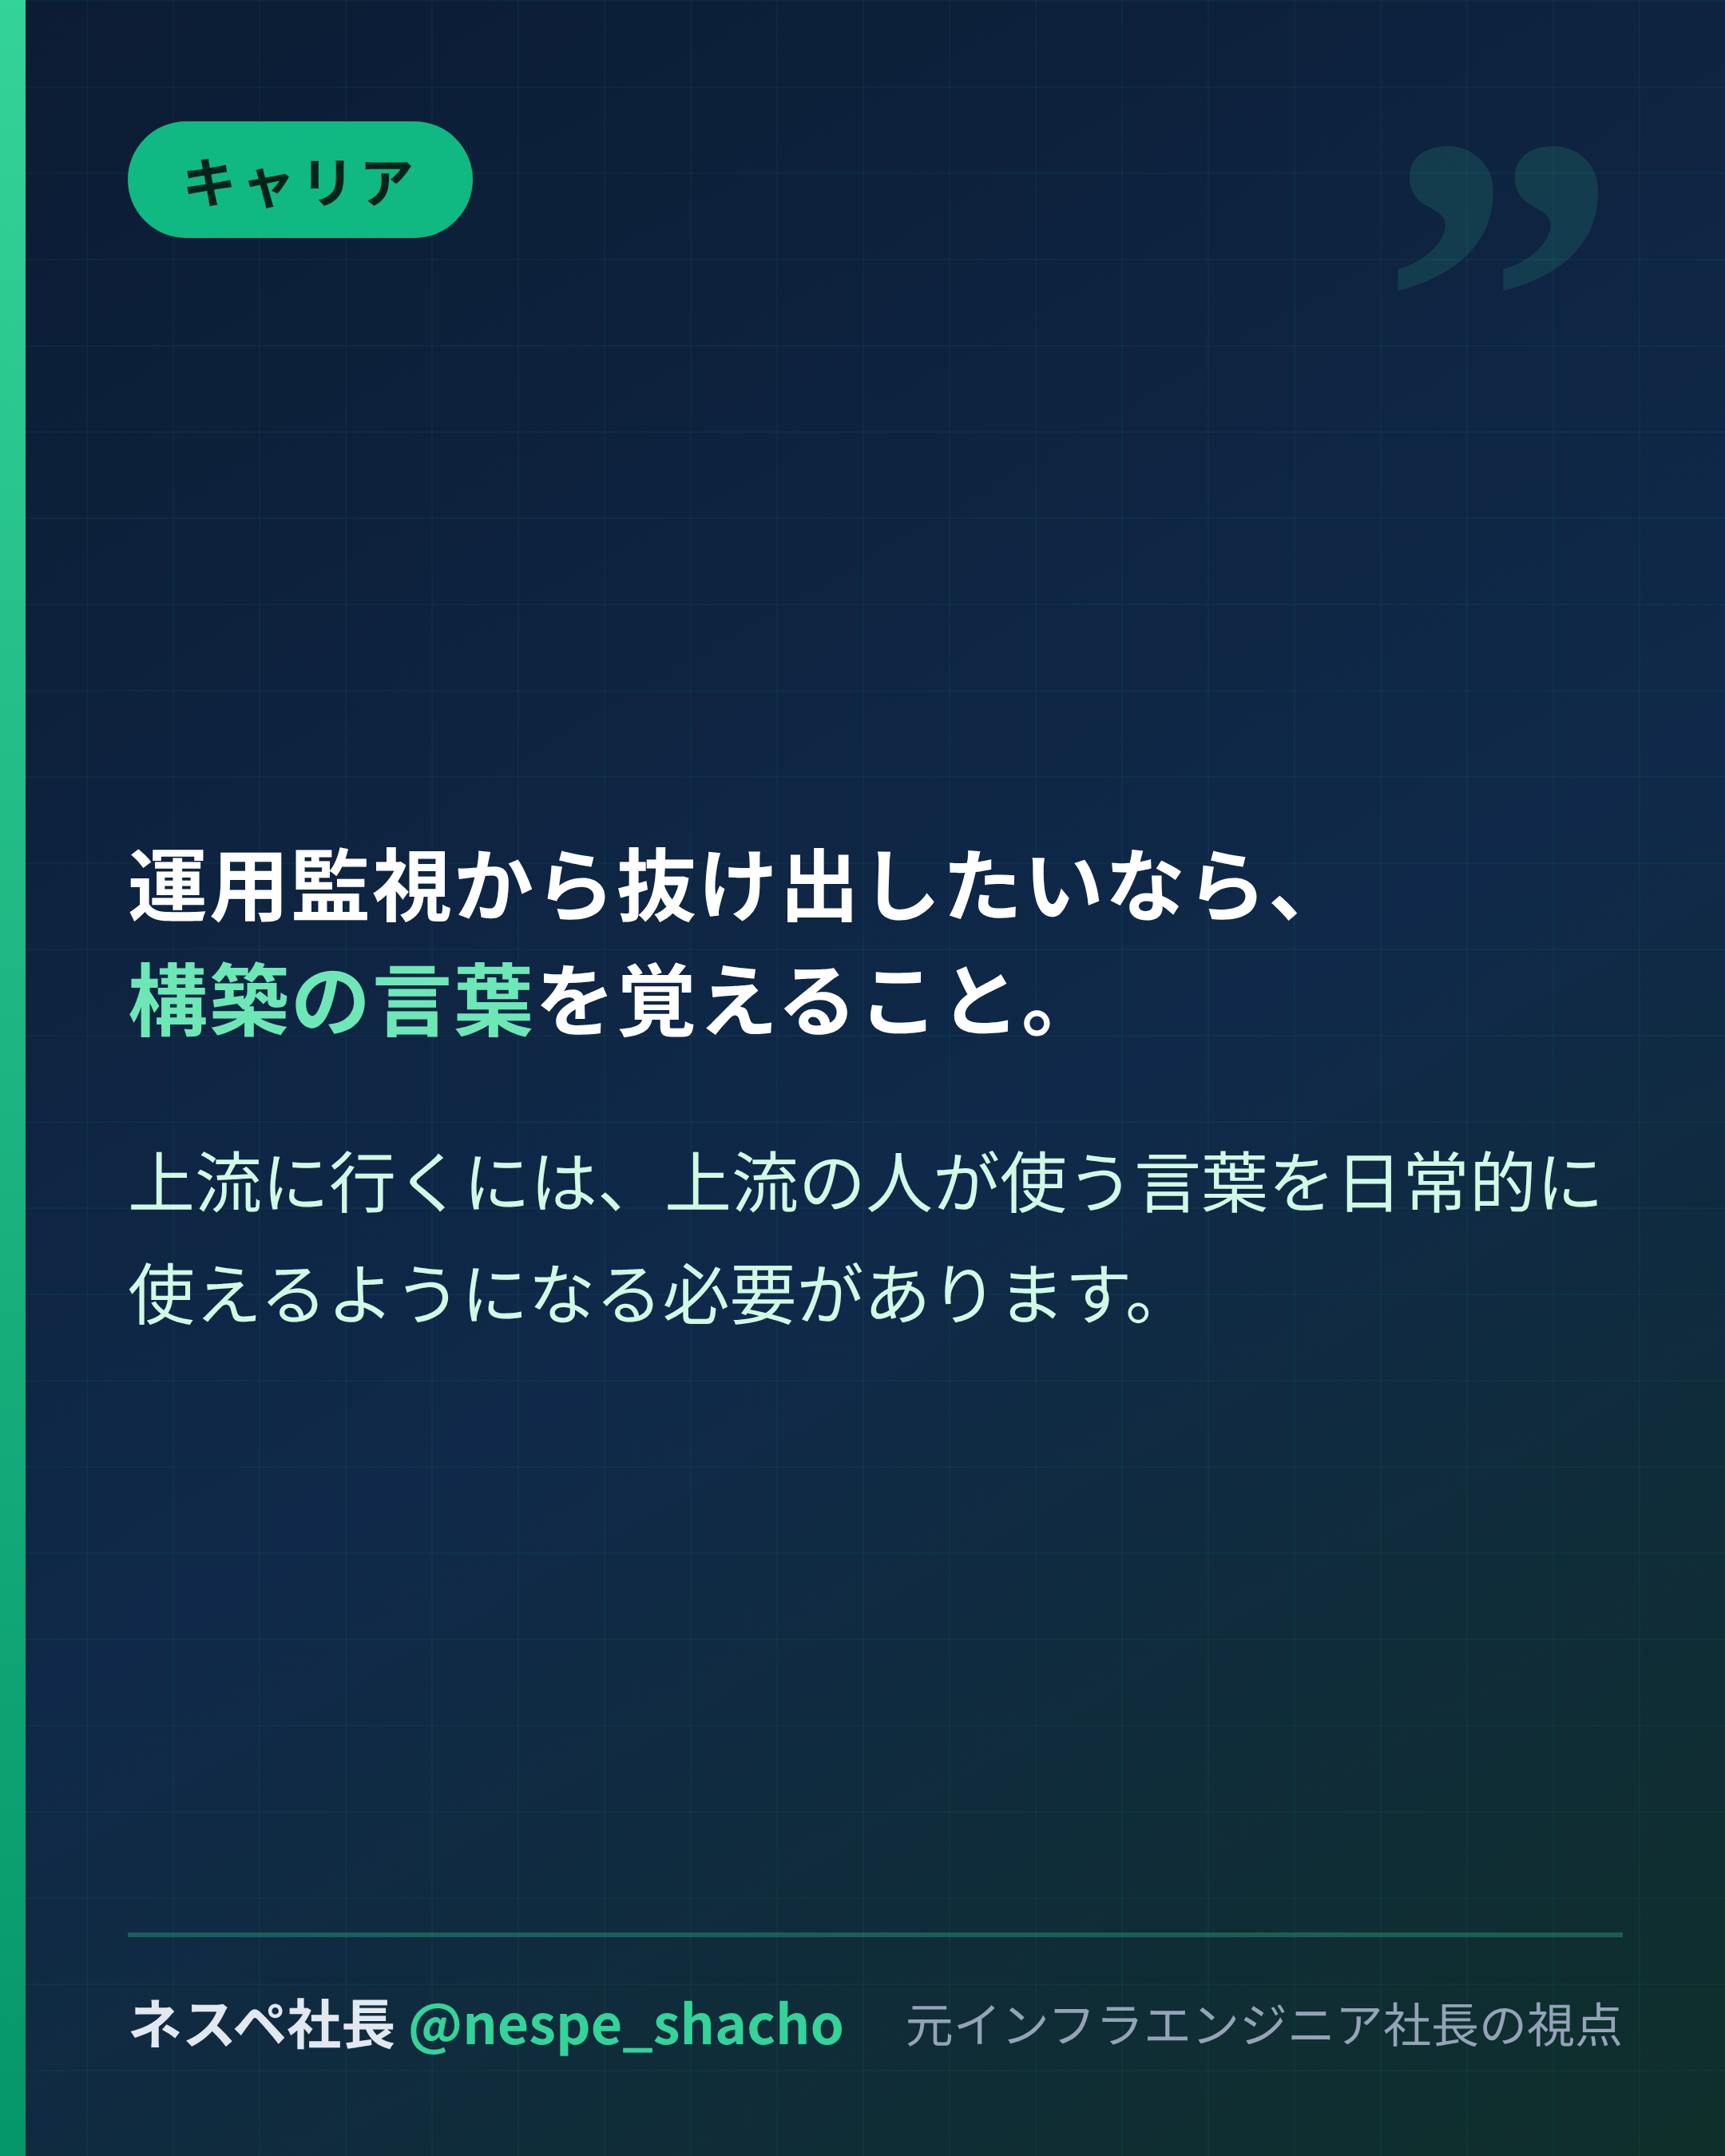 キャリア
”
運用監視から抜け出したいなら、
構築の言葉を覚えること。
上流に行くには、上流の人が使う言葉を日常的に
使えるようになる必要があります。
ネスペ社長 @nespe_shacho 元インフラエンジニア社長の視点